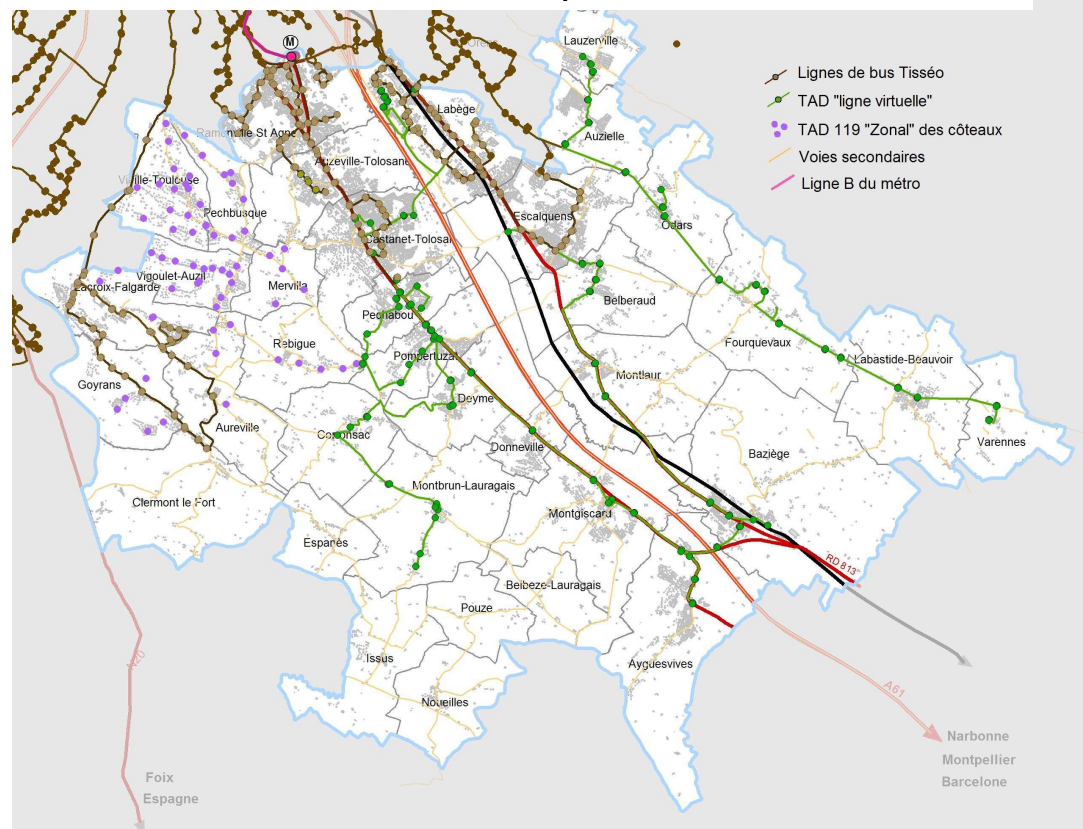 Lauzerville
M
Lignes de bus Tisséo
TAD "ligne virtuelle"
TAD 119 "Zonal" des côteaux
Voies secondaires
Ligne B du métro
Labège
Ramonville St Agne
Auzielle
Auzeville-Tolosane
Vieille-Toulouse
Pechbusque
Escalquens
Odars
Castanet-Tolosan
Vigoulet-Auzil
Lacroix-Falgarde
Mervilla
Belberaud
Pechabou
Rebigue
Fourquevaux
Pompertuzat
Labastide-Beauvoir
Montlaur
Goyrans
Deyme
Aureville
Corronsac
Donneville
Varennes
Baziège
Montbrun-Lauragais
Clermont le Fort
Montgiscard
Espanès
RD 813
Belbeze-Lauragais
Pouze
Issus
Ayguesvives
A20
A61
Noueilles
Narbonne
Montpellier
Barcelone
Foix
Espagne